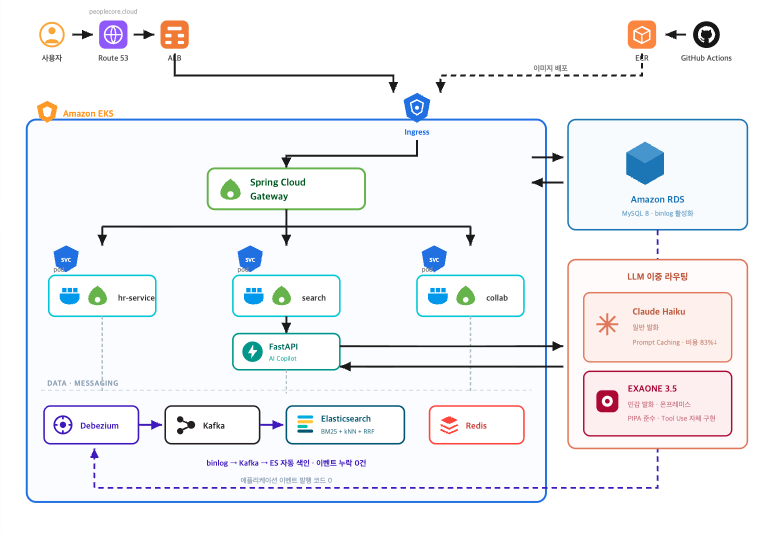 peoplecore.cloud
사용자
Route 53
ALB
ECR
GitHub Actions
이미지 배포
Amazon EKS
Ingress
Spring Cloud
Gateway
Amazon RDS
MySQL 8 · binlog 활성화
svc
svc
svc
pod
pod
pod
hr-service
search
collab
FastAPI
AI Copilot
LLM 이중 라우팅
Claude Haiku
일반 발화
Prompt Caching · 비용 83%↓
EXAONE 3.5
민감 발화 · 온프레미스
PIPA 준수 · Tool Use 자체 구현
DATA · MESSAGING
Debezium
Kafka
Elasticsearch
BM25 + kNN + RRF
Redis
binlog → Kafka → ES 자동 색인 · 이벤트 누락 0건
애플리케이션 이벤트 발행 코드 0